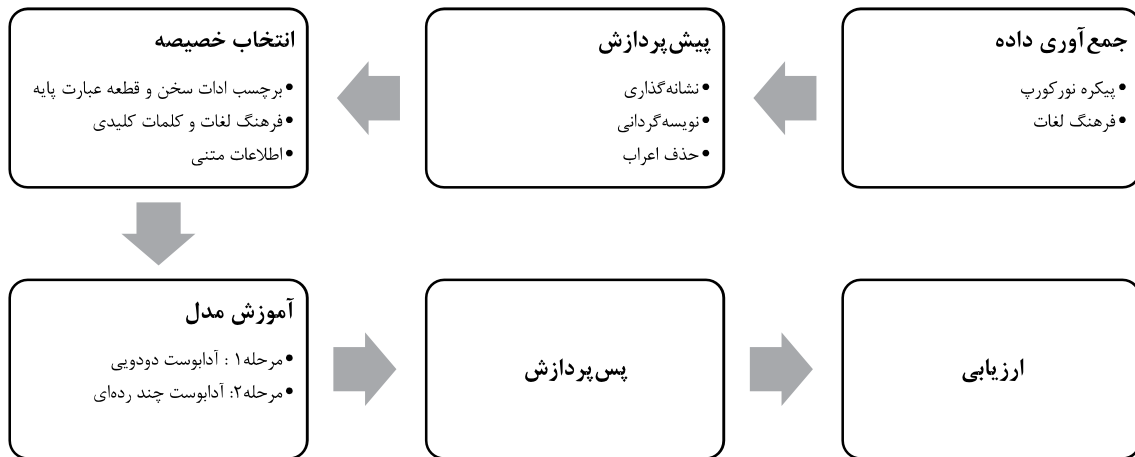 جمع‌آوری داده
•پیکره نورکورپ
•فرهنگ لغات
پیش‌پردازش
•نشانه‌گذاری
•نویسه‌گردانی
•حذف اعراب
انتخاب خصیصه
•برچسب ادات سخن و قطعه عبارت پایه
•فرهنگ لغات و کلمات کلیدی
•اطلاعات متنی
آموزش مدل
•مرحله۱ : آدابوست دودویی
•مرحله۲: آدابوست چند رده‌ای
پس‌پردازش
ارزیابی